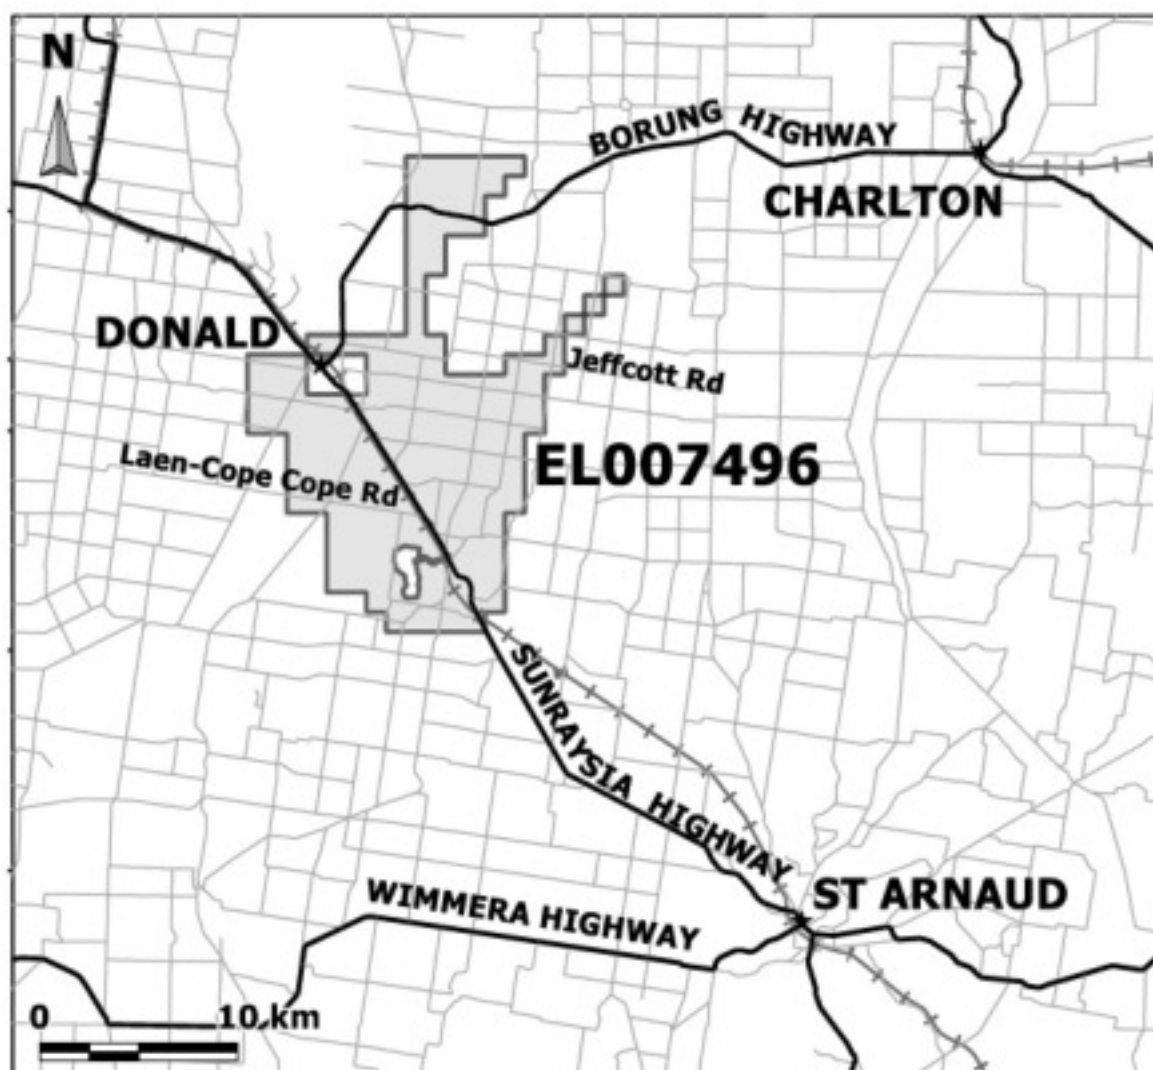 N
BORUNG HIGHWAY
CHARLTON
DONALD
Jeffcott Rd
EL007496
Laen-Cope Cope Rd
SUNRAYSIA HIGHWAY
ST ARNAUD
WIMMERA HIGHWAY
0 10 km